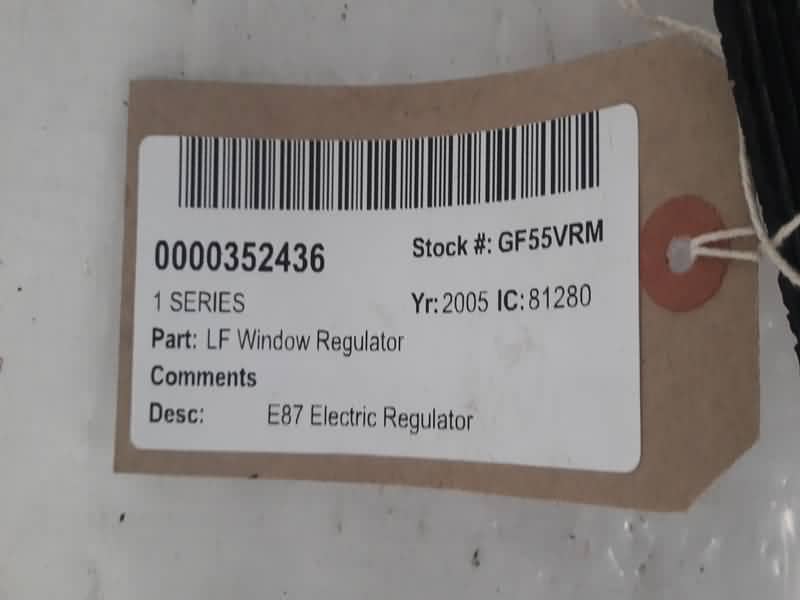 0000352436
Stock #: GF55VRM
1 SERIES
Yr: 2005 IC: 81280
Part: LF Window Regulator
Comments
Desc: E87 Electric Regulator